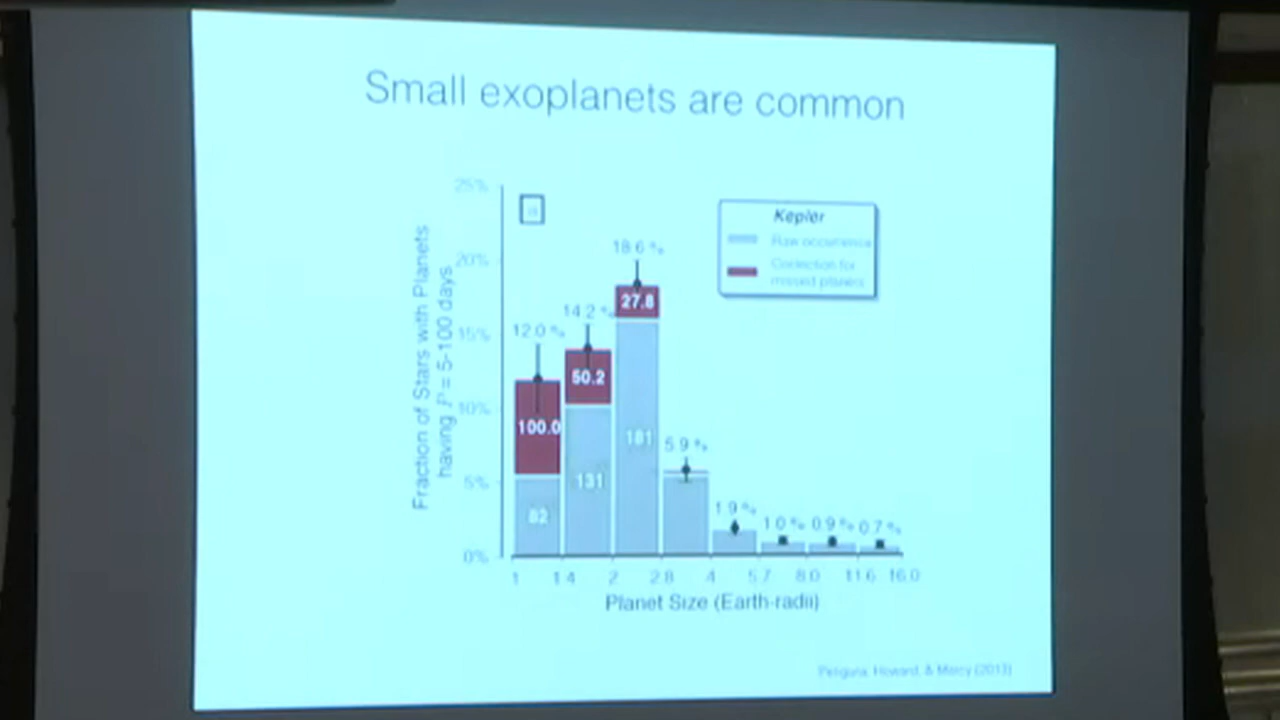 Small exoplanets are common
25%
20%
15%
10%
5%
0%
Fraction of Stars with Planets
having P = 5-100 days
a
Kepler
Raw occurrence
Correction for
missed planets
12.0 %
14.2 %
18.6 %
5.9 %
1.9 %
1.0 %
0.9 %
0.7 %
100.0
50.2
27.8
82
131
181
1 1.4 2 2.8 4 5.7 8.0 11.6 16.0
Planet Size (Earth-radii)
Petigura, Howard, & Marcy (2013)